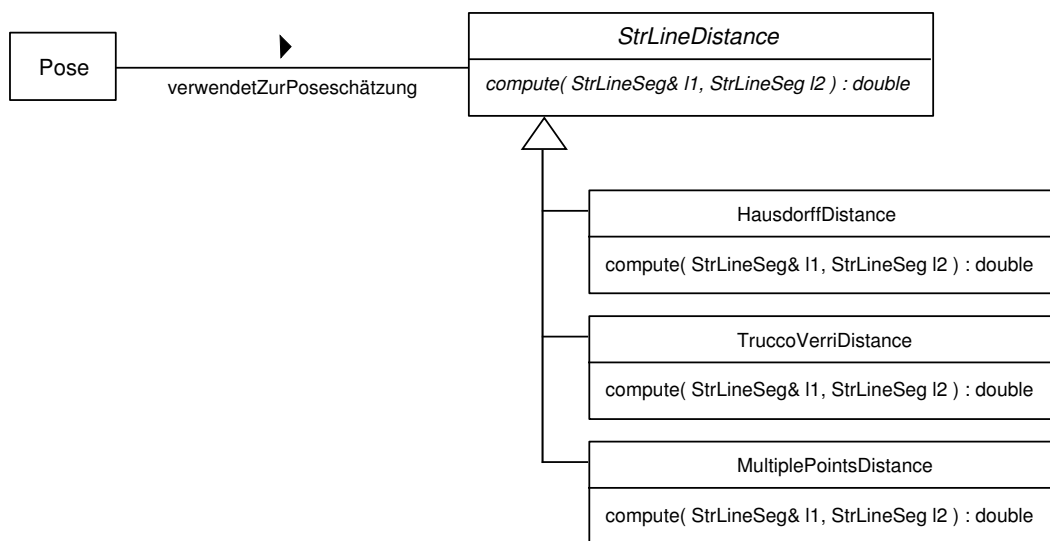 StrLineDistance
Pose
compute( StrLineSeg& l1, StrLineSeg l2 ) : double
verwendetZurPoseschätzung
HausdorffDistance
compute( StrLineSeg& l1, StrLineSeg l2 ) : double
TruccoVerriDistance
compute( StrLineSeg& l1, StrLineSeg l2 ) : double
MultiplePointsDistance
compute( StrLineSeg& l1, StrLineSeg l2 ) : double